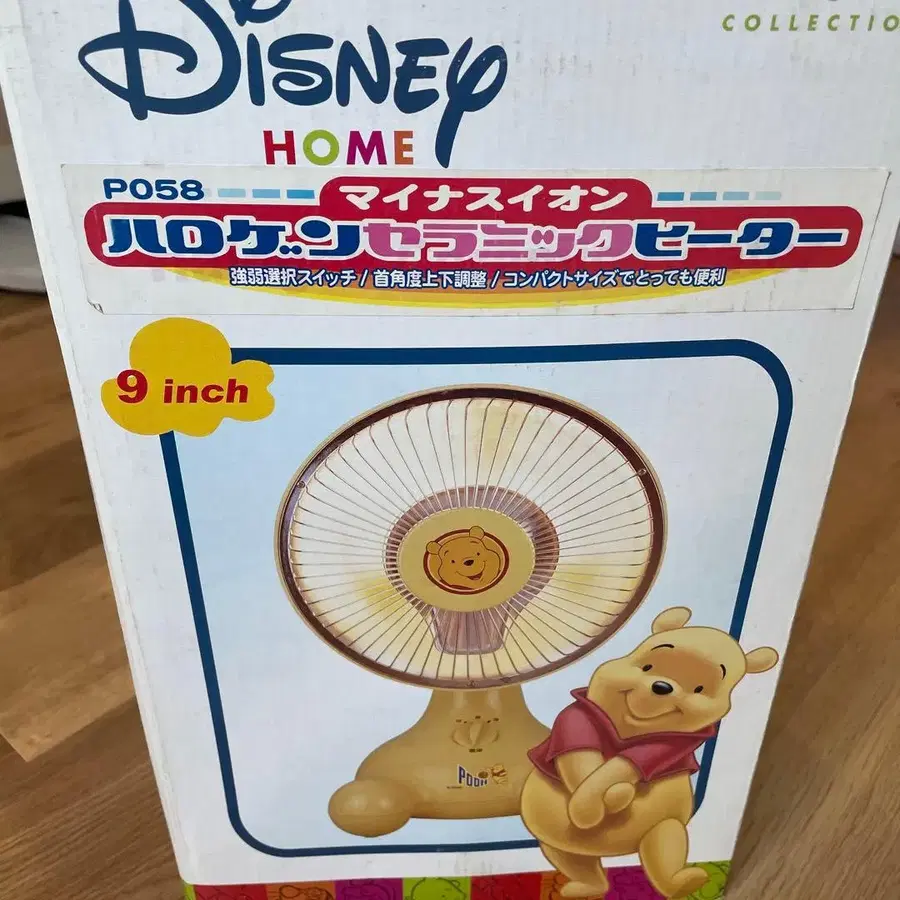 COLLECTIO
DISNEY
HOME
P058
マイナスイオン
ハロゲンセラミックヒーター
強弱選択スイッチ/首角度上下調整/コンパクトサイズでとっても便利
9 inch
POOH